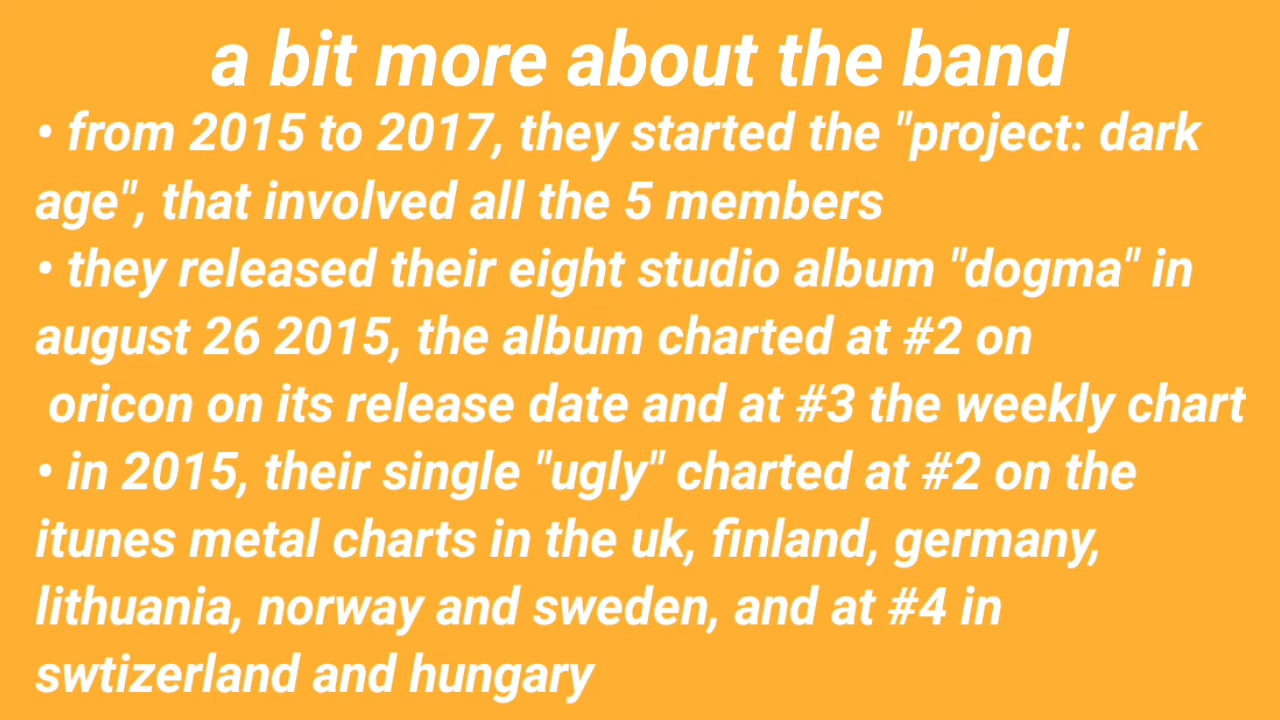 a bit more about the band
• from 2015 to 2017, they started the "project: dark
age", that involved all the 5 members
• they released their eight studio album "dogma" in
august 26 2015, the album charted at #2 on
oricon on its release date and at #3 the weekly chart
• in 2015, their single "ugly" charted at #2 on the
itunes metal charts in the uk, finland, germany,
lithuania, norway and sweden, and at #4 in
swtizerland and hungary